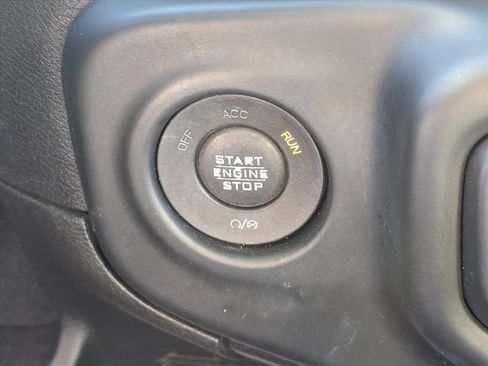 OFF
ACC
RUN
START
ENGINE
STOP